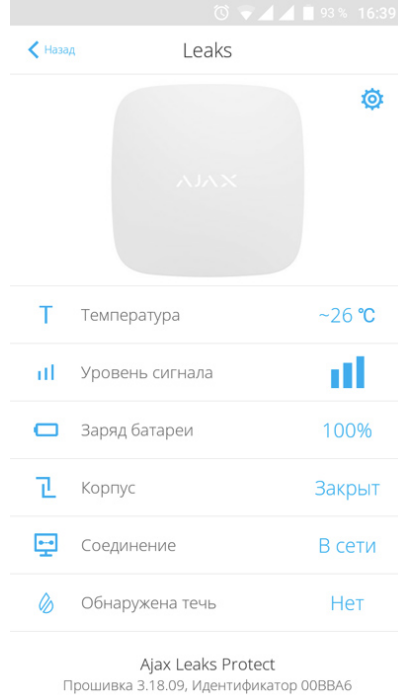 93 % 16:39
Назад Leaks
AJAX
Температура ~26 °C
Уровень сигнала
Заряд батареи 100%
Корпус Закрыт
Соединение В сети
Обнаружена течь Нет
Ajax Leaks Protect
Прошивка 3.18.09, Идентификатор 00BBA6